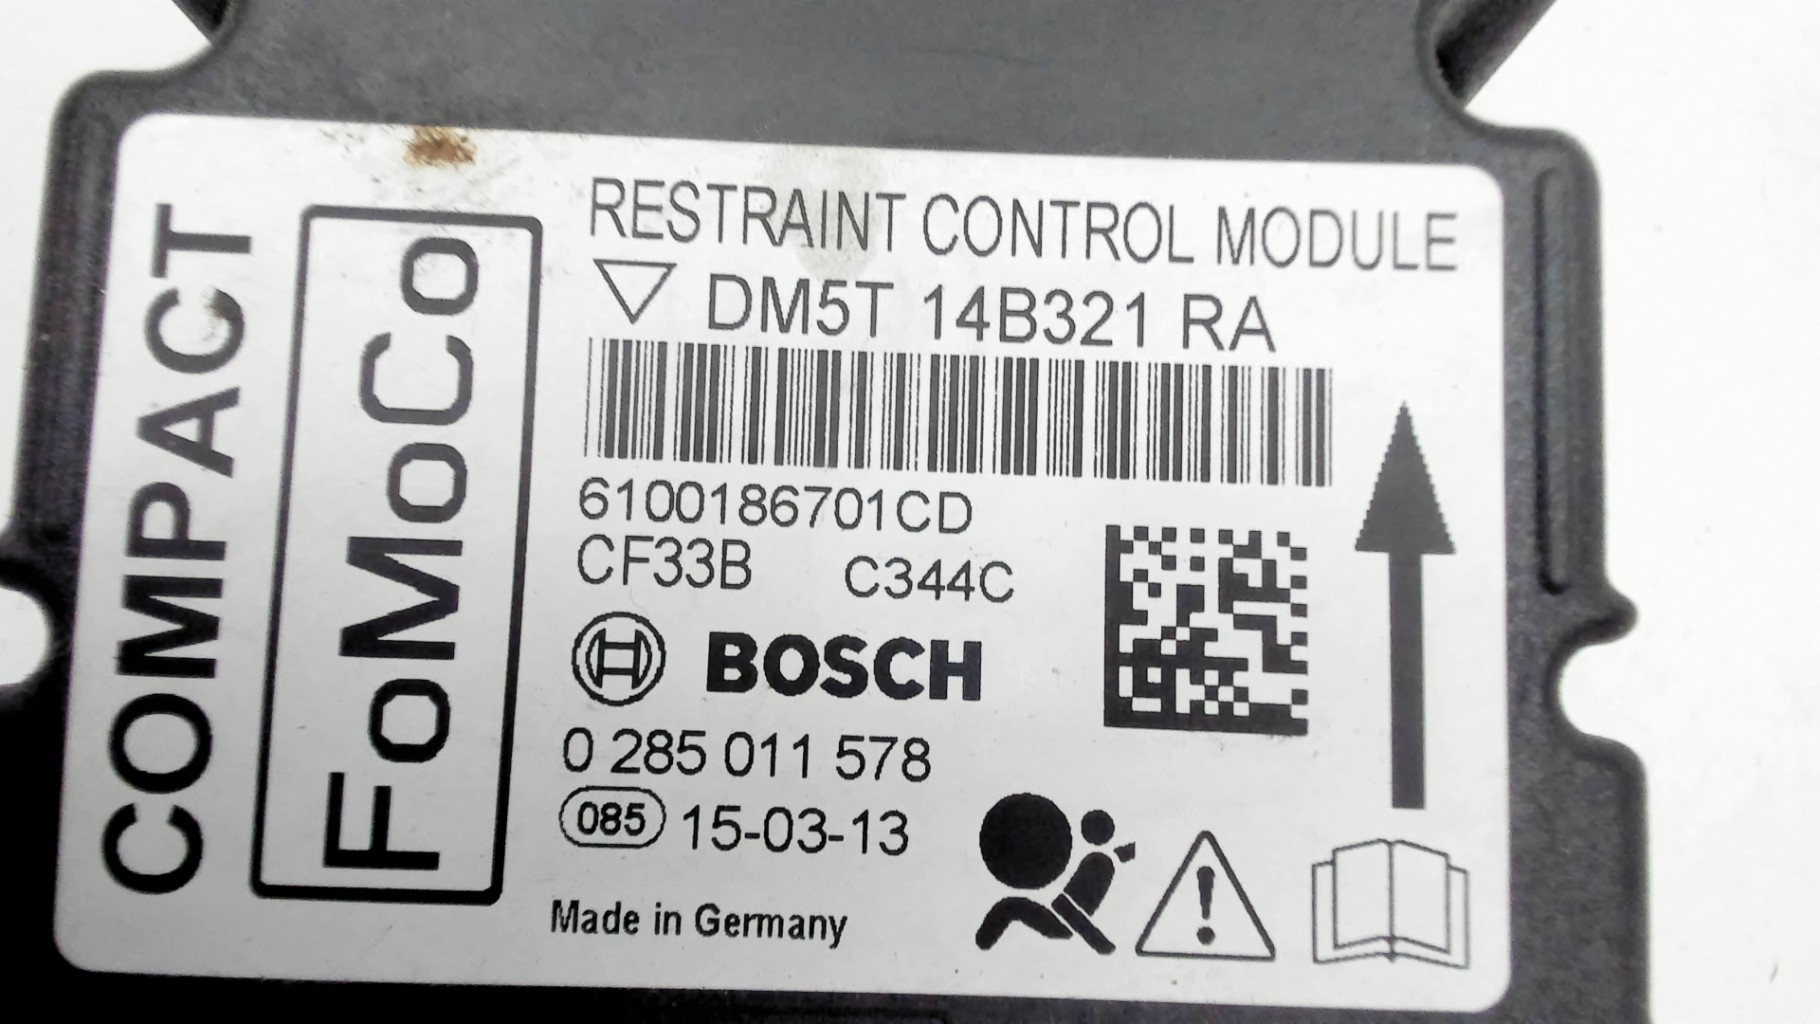 COMPACT
FoMoCo
RESTRAINT CONTROL MODULE
DM5T 14B321 RA
6100186701CD
CF33B C344C
BOSCH
0 285 011 578
085 15-03-13
Made in Germany